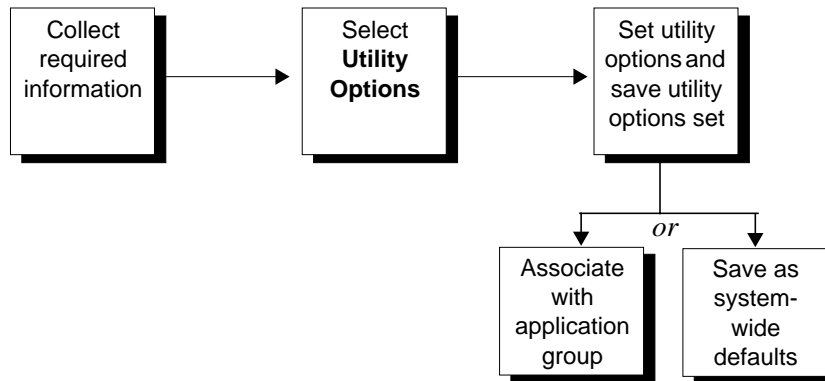 Collect
required
information
Select
Utility
Options
Set utility
options and
save utility
options set
or
Associate
with
application
group
Save as
system-
wide
defaults